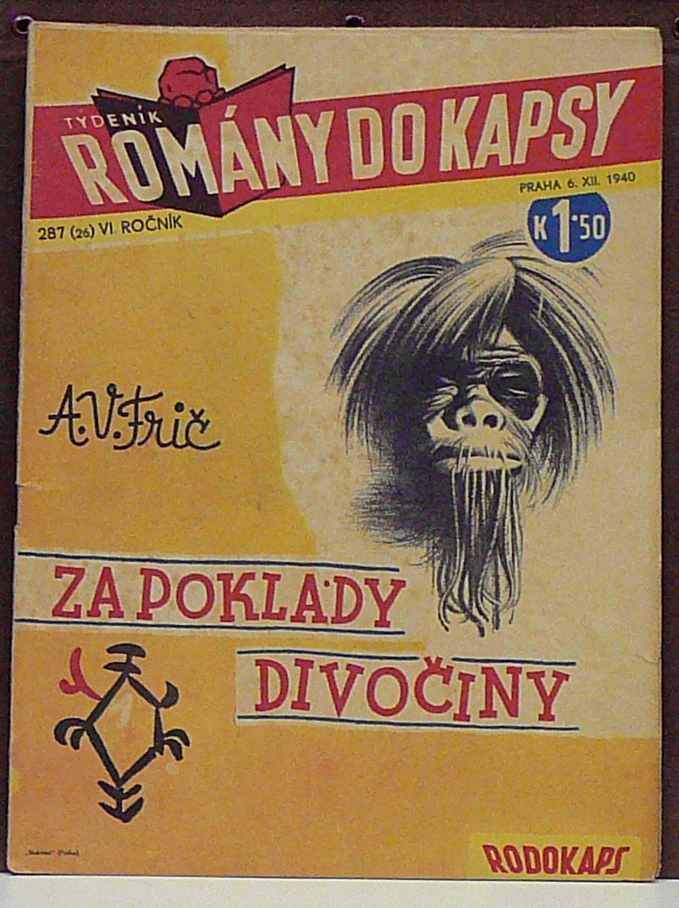 TÝDENÍK
ROMÁNY DO KAPSY
PRAHA 6. XII. 1940
287 (26) VI. ROČNÍK
K 1·50
A.V. Frič
ZA POKLADY
DIVOČINY
RODOKAPS